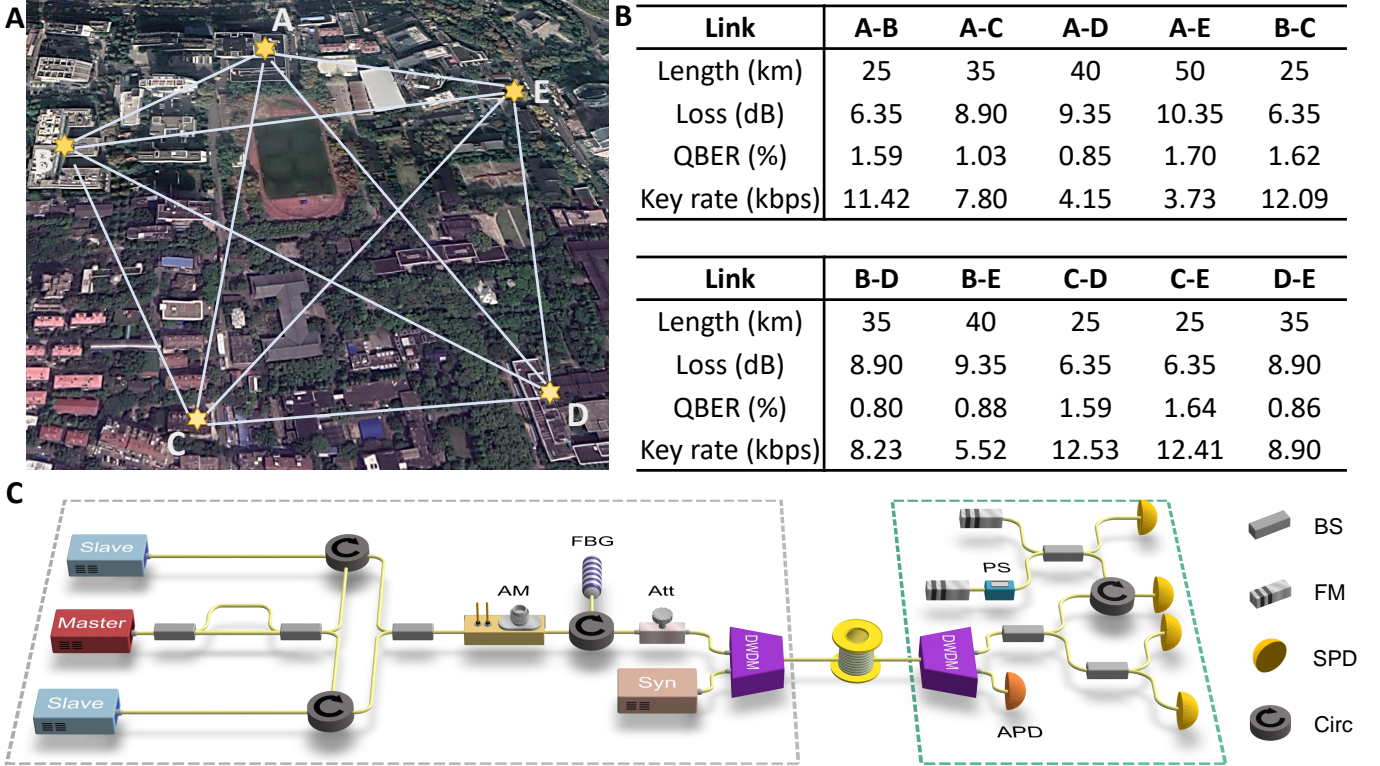 A
A
E
B
C
D
B
Link A-B A-C A-D A-E B-C
Length (km) 25 35 40 50 25
Loss (dB) 6.35 8.90 9.35 10.35 6.35
QBER (%) 1.59 1.03 0.85 1.70 1.62
Key rate (kbps) 11.42 7.80 4.15 3.73 12.09
Link B-D B-E C-D C-E D-E
Length (km) 35 40 25 25 35
Loss (dB) 8.90 9.35 6.35 6.35 8.90
QBER (%) 0.80 0.88 1.59 1.64 0.86
Key rate (kbps) 8.23 5.52 12.53 12.41 8.90
C
Slave
Master
Slave
AM
FBG
Att
Syn
DWDM
DWDM
APD
PS
BS
FM
SPD
Circ